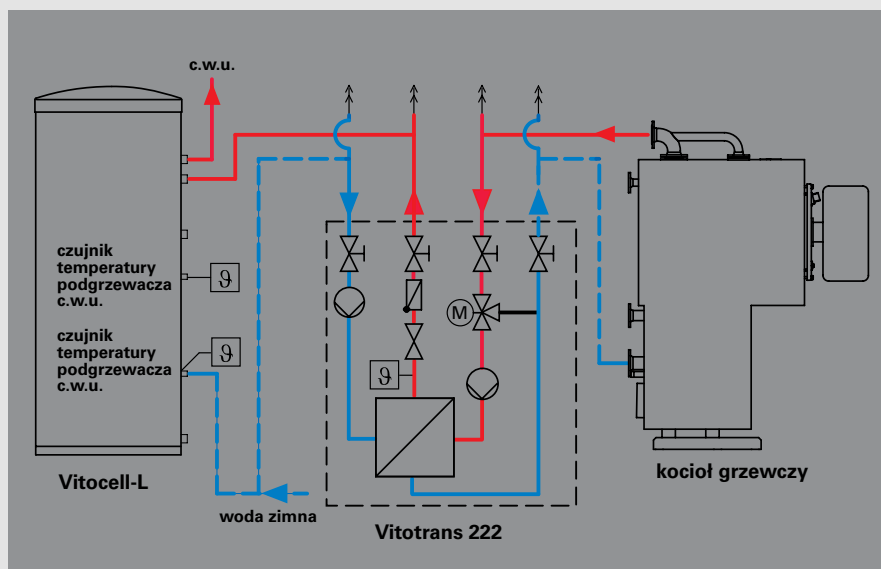 c.w.u.
czujnik
temperatury
podgrzewacza
c.w.u.
ϑ
czujnik
temperatury
podgrzewacza
c.w.u.
ϑ
M
ϑ
Vitocell-L
woda zimna
Vitotrans 222
kocioł grzewczy